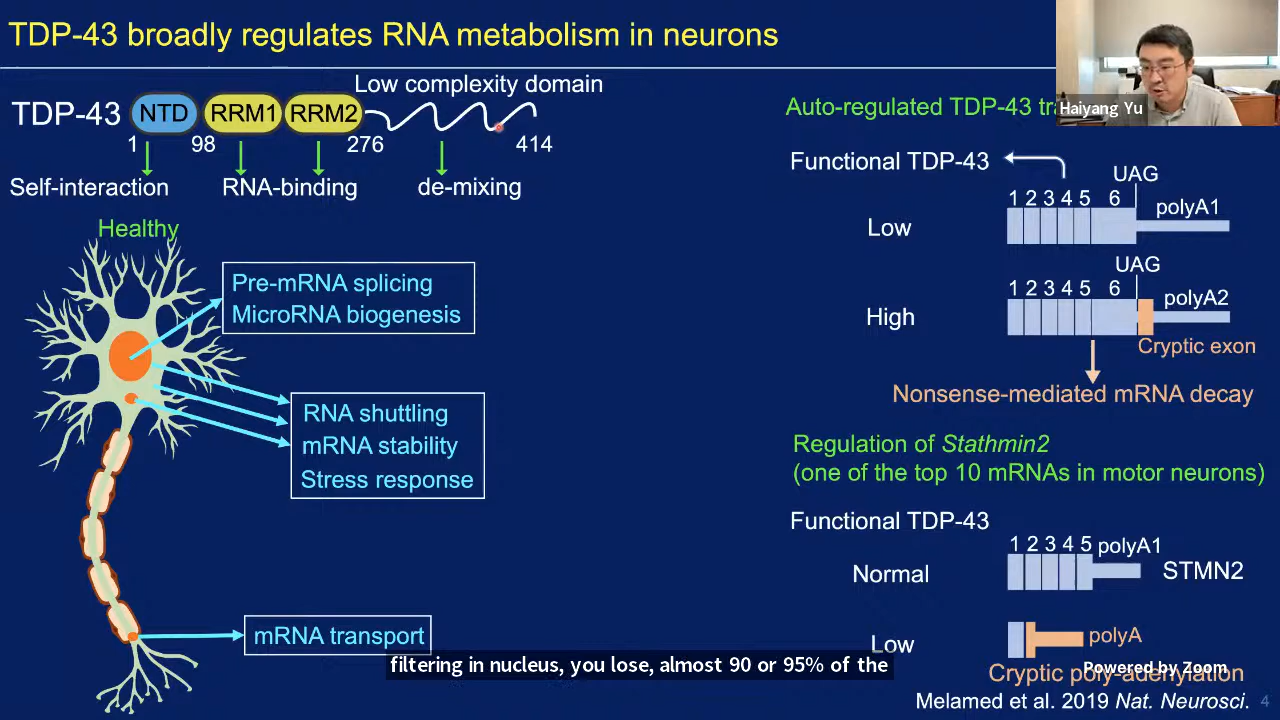 TDP-43 broadly regulates RNA metabolism in neurons
Low complexity domain
TDP-43 NTD RRM1 RRM2
1 98 276 414
Self-interaction RNA-binding de-mixing
Healthy
Pre-mRNA splicing
MicroRNA biogenesis
RNA shuttling
mRNA stability
Stress response
mRNA transport
Haiyang Yu
Auto-regulated TDP-43
Functional TDP-43
UAG
1 2 3 4 5 6 polyA1
Low
UAG
1 2 3 4 5 6 polyA2
High
Cryptic exon
Nonsense-mediated mRNA decay
Regulation of Stathmin2
(one of the top 10 mRNAs in motor neurons)
Functional TDP-43
1 2 3 4 5 polyA1
Normal STMN2
Low polyA
Cryptic poly-adenylation
Powered by Zoom
filtering in nucleus, you lose, almost 90 or 95% of the
Melamed et al. 2019 Nat. Neurosci. 4